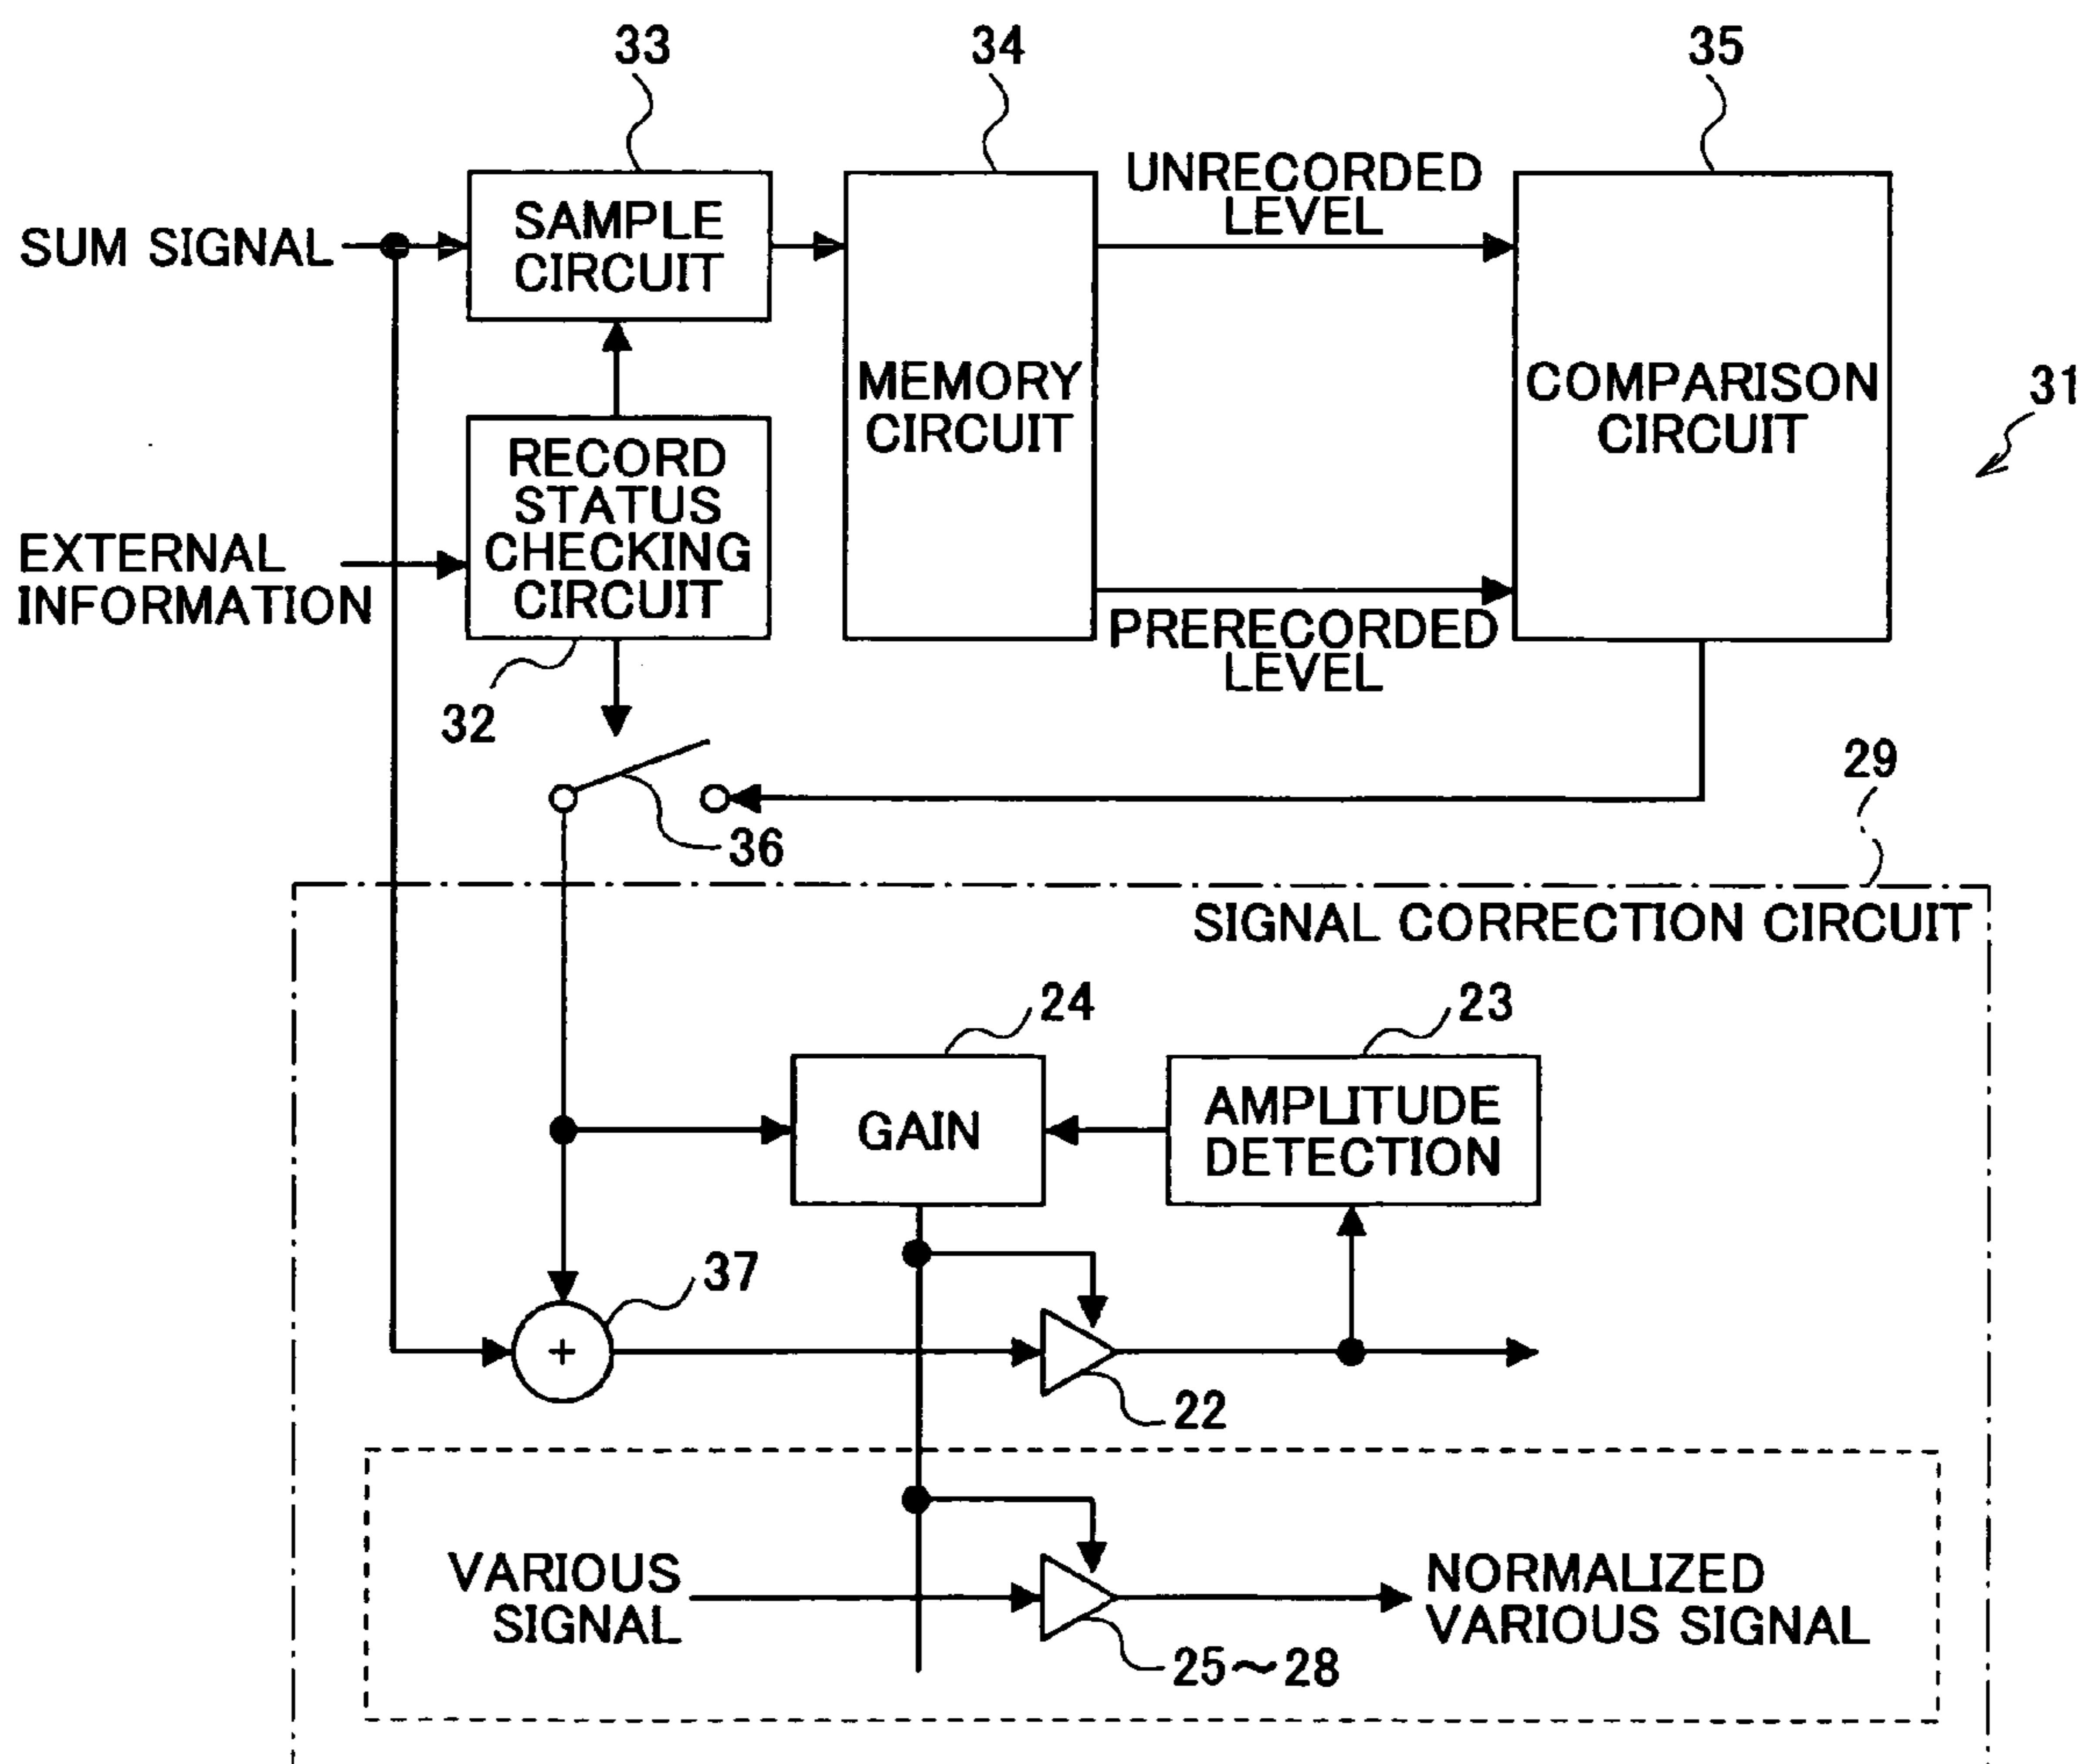 33
34
35
SUM SIGNAL
SAMPLE
CIRCUIT
UNRECORDED
LEVEL
MEMORY
CIRCUIT
COMPARISON
CIRCUIT
31
EXTERNAL
INFORMATION
RECORD
STATUS
CHECKING
CIRCUIT
PRERECORDED
LEVEL
32
36
29
SIGNAL CORRECTION CIRCUIT
24
23
GAIN
AMPLITUDE
DETECTION
37
+
22
VARIOUS
SIGNAL
25～28
NORMALIZED
VARIOUS SIGNAL